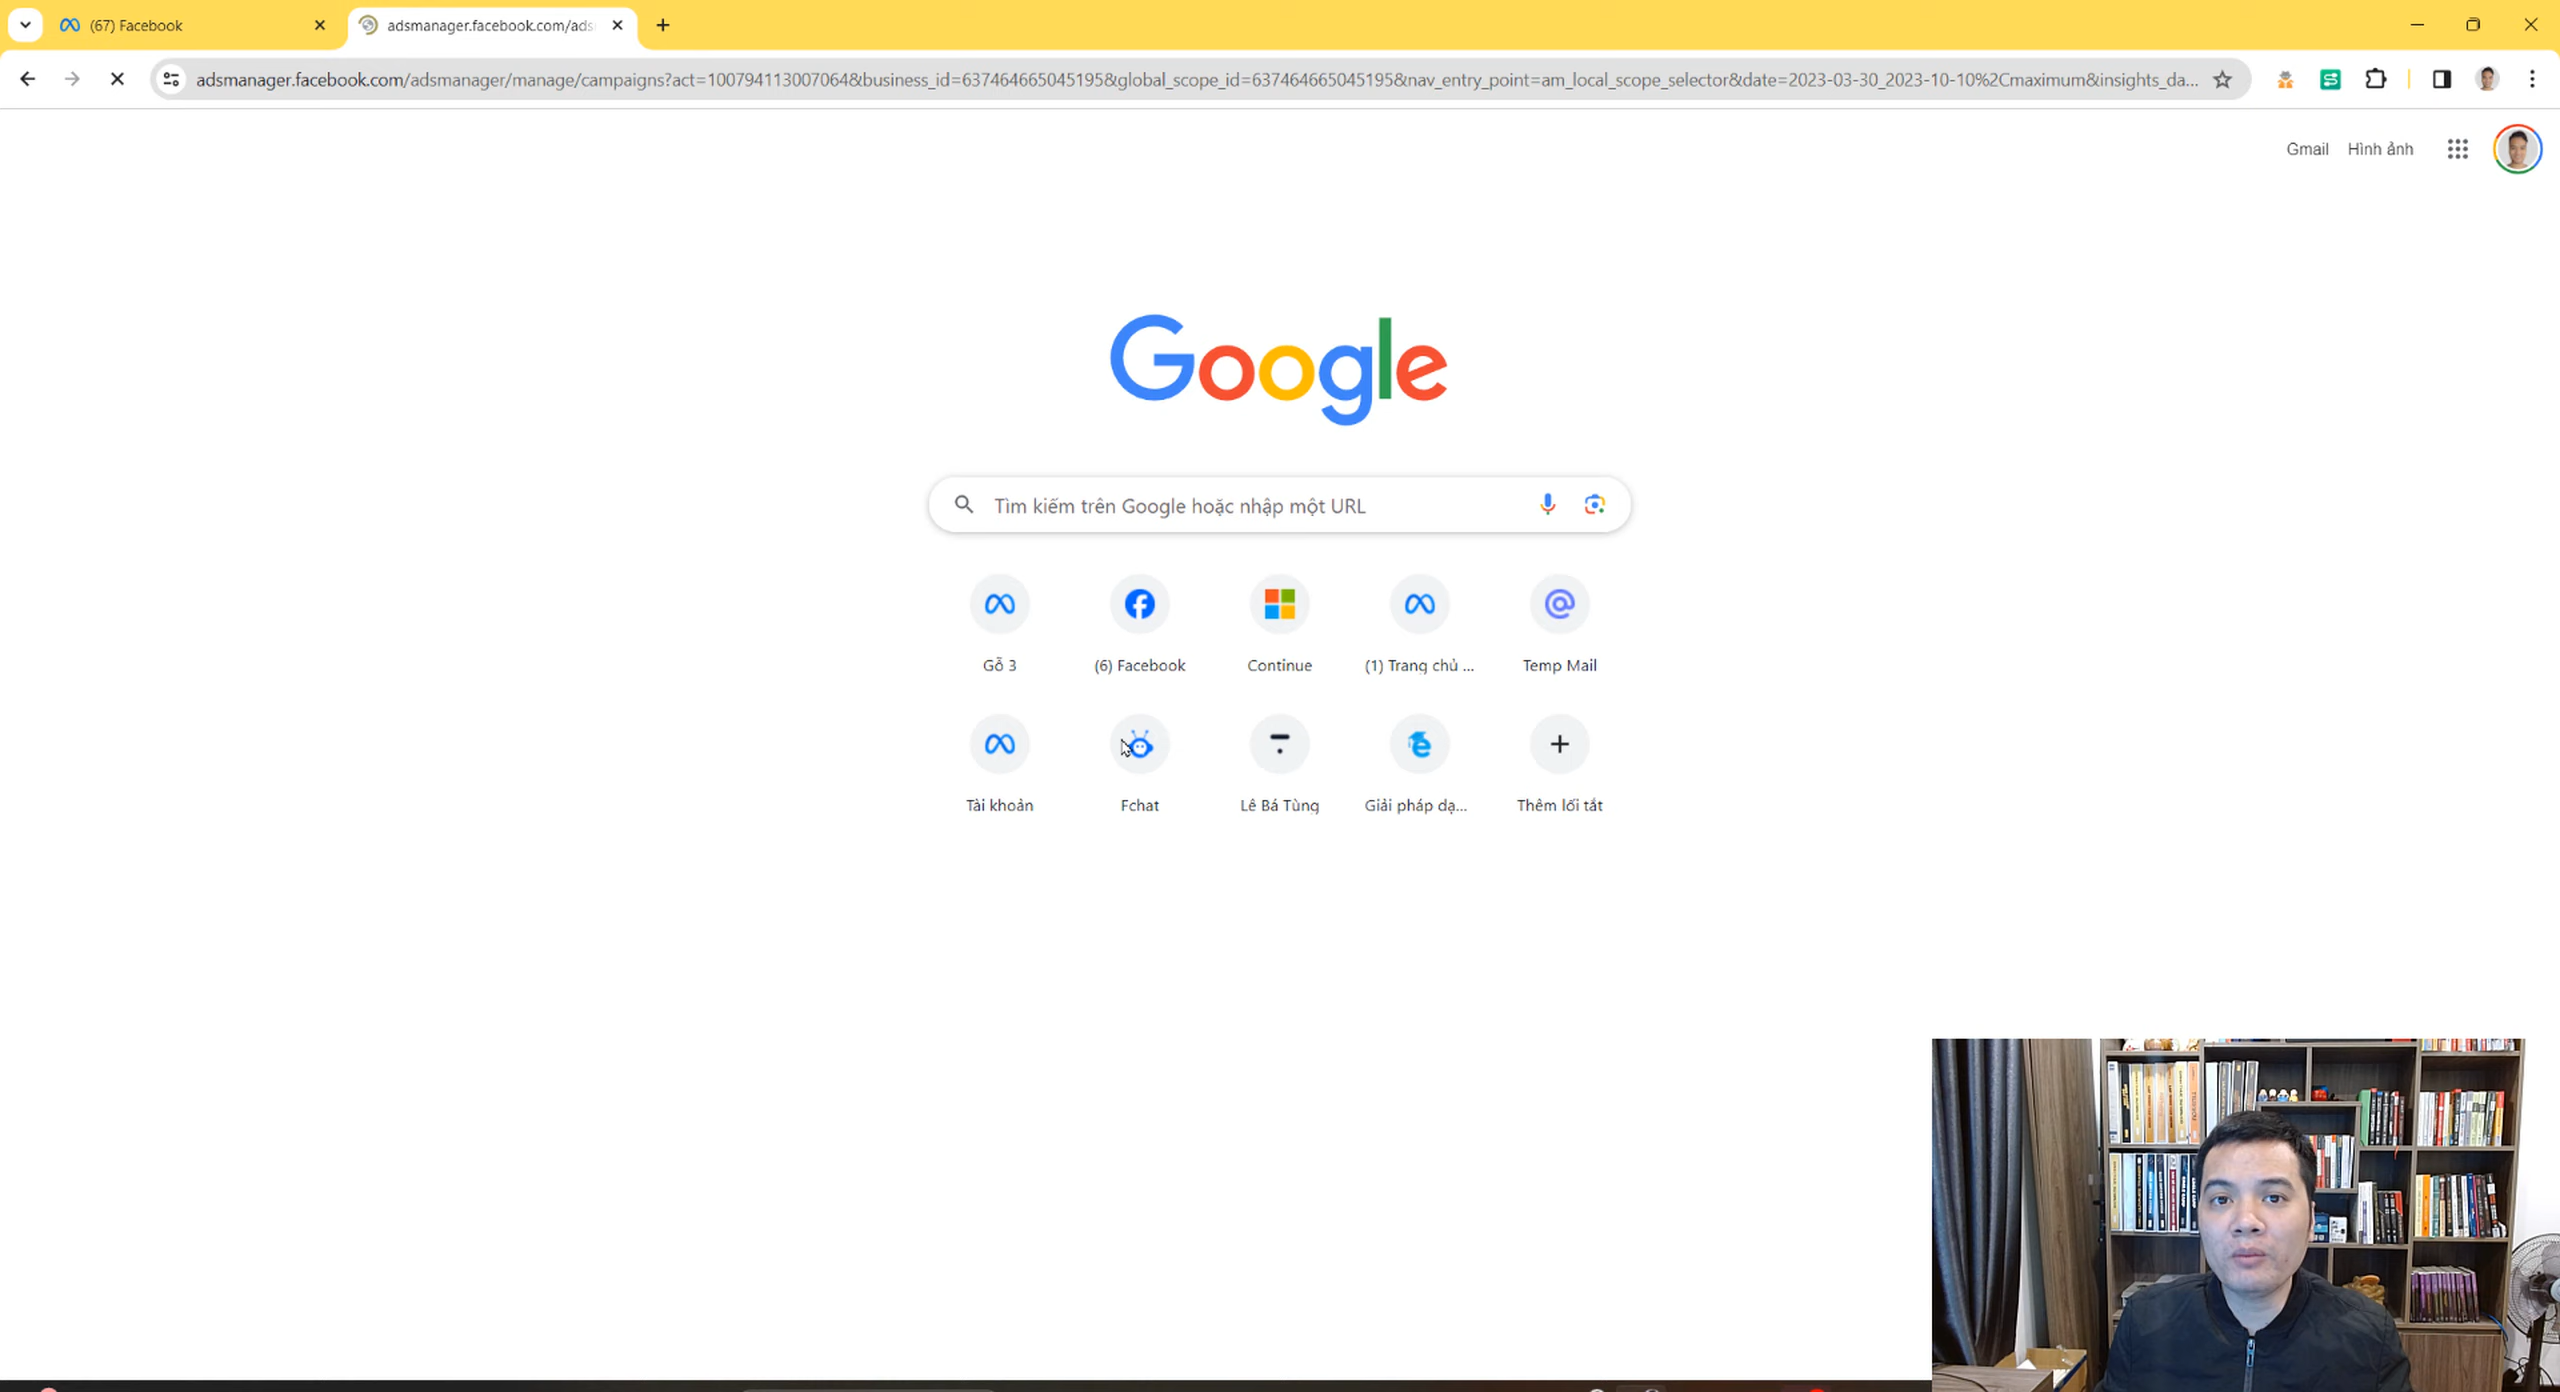 (67) Facebook
adsmanager.facebook.com/ads
adsmanager.facebook.com/adsmanager/manage/campaigns?act=100794113007064&business_id=637464665045195&global_scope_id=637464665045195&nav_entry_point=am_local_scope_selector&date=2023-03-30_2023-10-10%2Cmaximum&insights_da...
Gmail Hình ảnh
Google
Tìm kiếm trên Google hoặc nhập một URL
Gỗ 3
(6) Facebook
Continue
(1) Trang chủ ...
Temp Mail
Tài khoản
Fchat
Lê Bá Tùng
Giải pháp dạ...
Thêm lối tắt